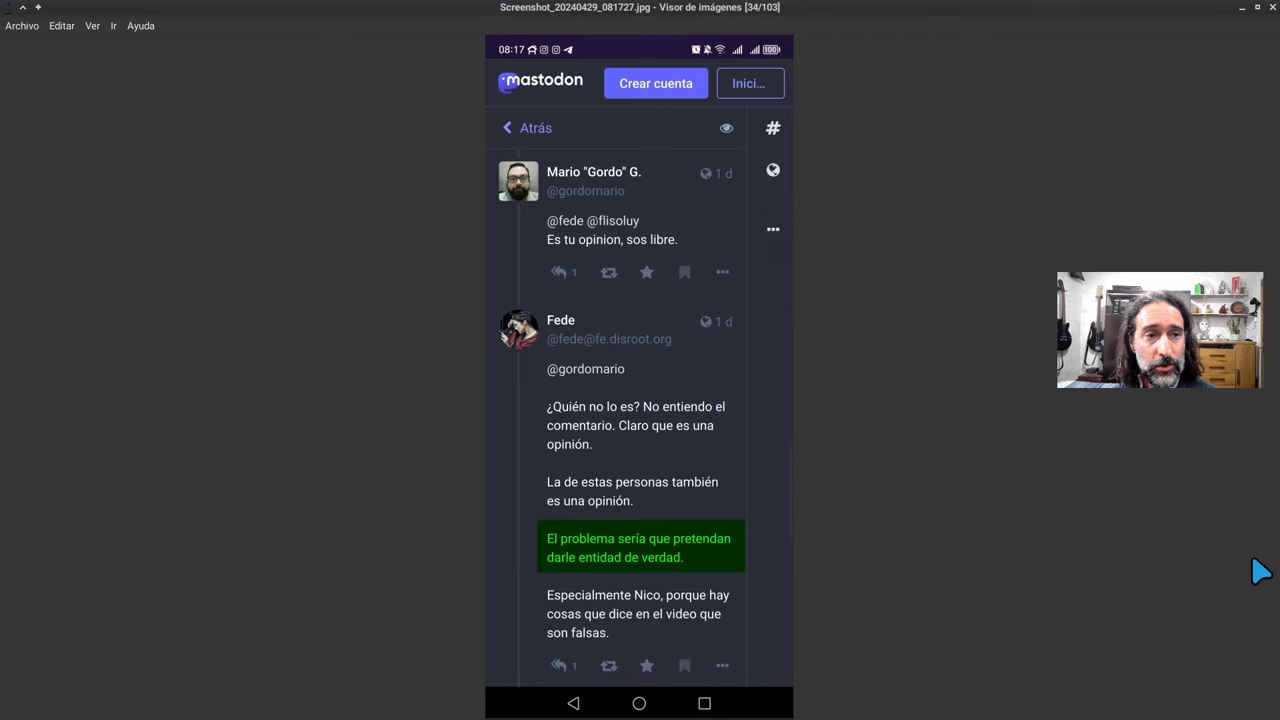 Screenshot_20240429_081727.jpg - Visor de imágenes [34/103]
Archivo Editar Ver Ir Ayuda
08:17 100
mastodon Crear cuenta Inici...
Atrás
Mario "Gordo" G. 1 d
@gordomario
@fede @flisoluy
Es tu opinion, sos libre.
1
Fede 1 d
@fede@fe.disroot.org
@gordomario
¿Quién no lo es? No entiendo el
comentario. Claro que es una
opinión.
La de estas personas también
es una opinión.
El problema sería que pretendan
darle entidad de verdad.
Especialmente Nico, porque hay
cosas que dice en el video que
son falsas.
1